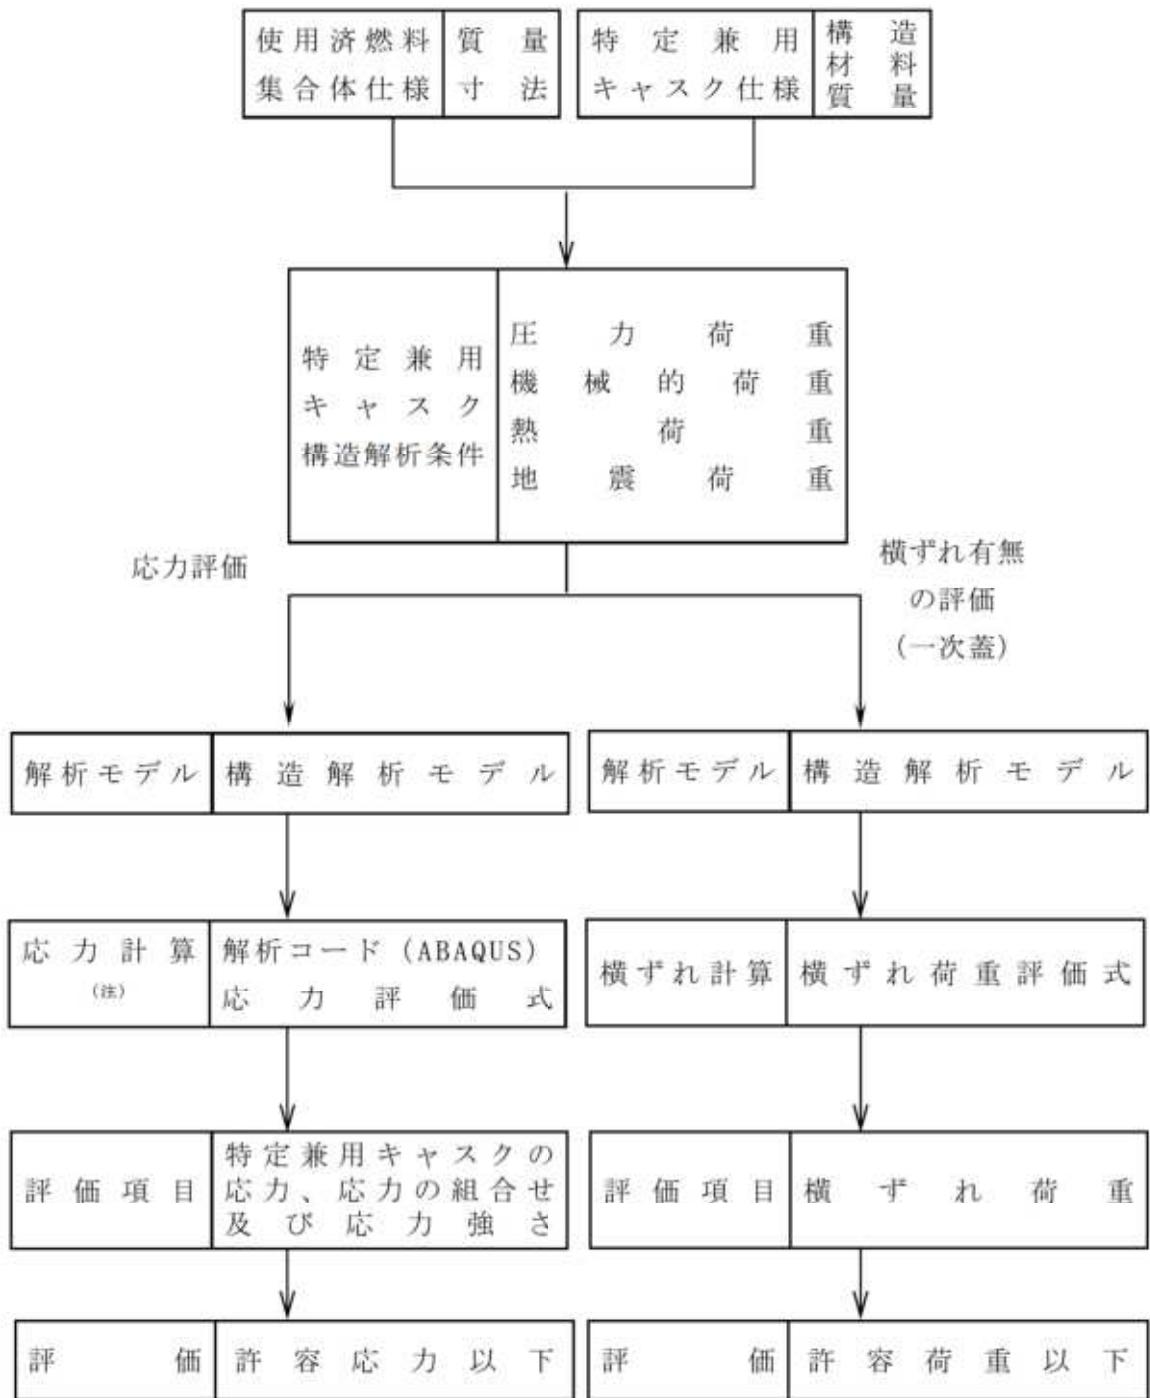 使用済燃料
集合体仕様
質量
寸法
特定兼用
キャスク仕様
構造
材料
質量
特定兼用
キャスク
構造解析条件
圧力荷重
機械的荷重
熱荷重
地震荷重
応力評価
横ずれ有無
の評価
(一次蓋)
解析モデル
構造解析モデル
解析モデル
構造解析モデル
応力計算
(注)
解析コード(ABAQUS)
応力評価式
横ずれ計算
横ずれ荷重評価式
評価項目
特定兼用キャスクの
応力、応力の組合せ
及び応力強さ
評価項目
横ずれ荷重
評価
許容応力以下
評価
許容荷重以下